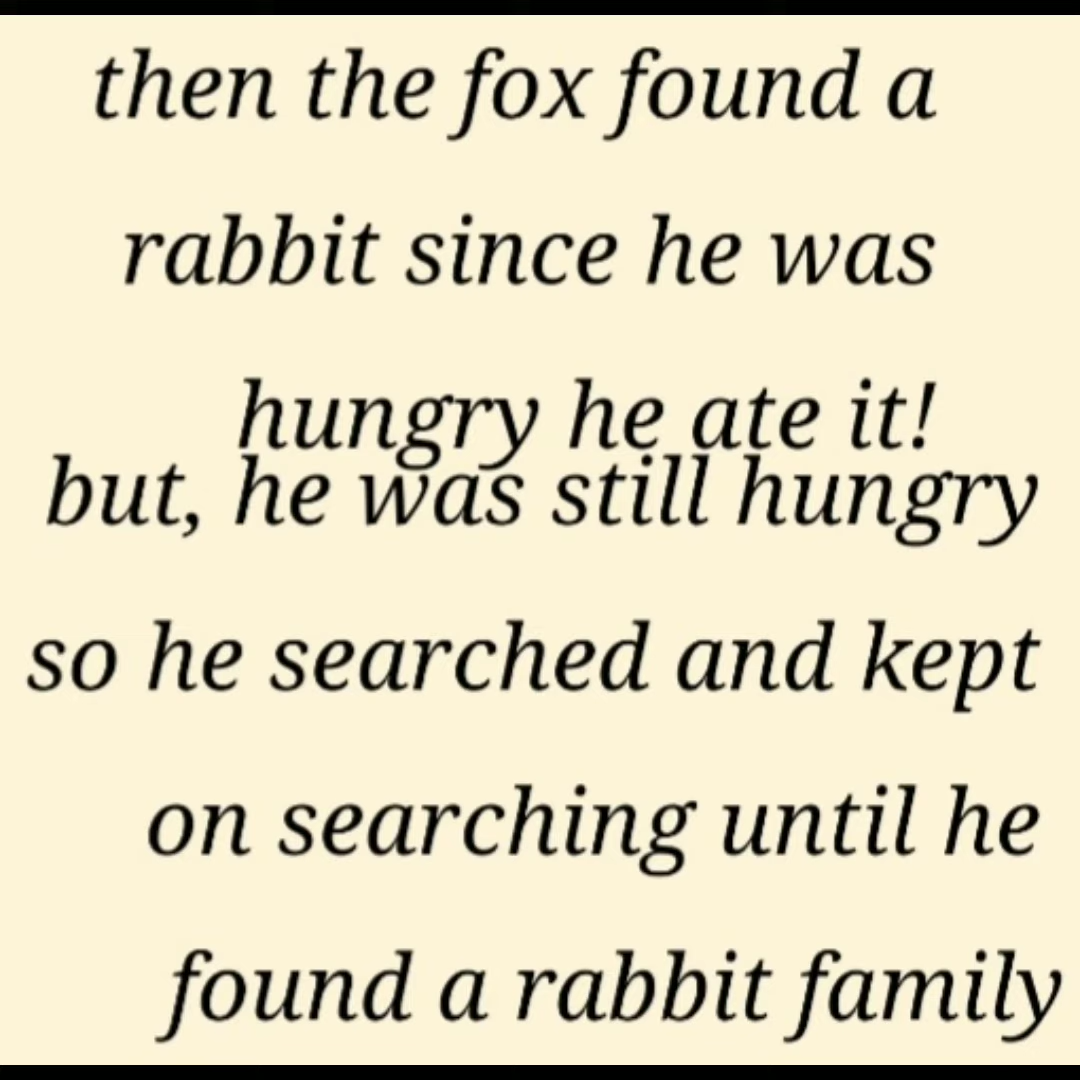 then the fox found a
rabbit since he was
hungry he ate it!
but, he was still hungry
so he searched and kept
on searching until he
found a rabbit family